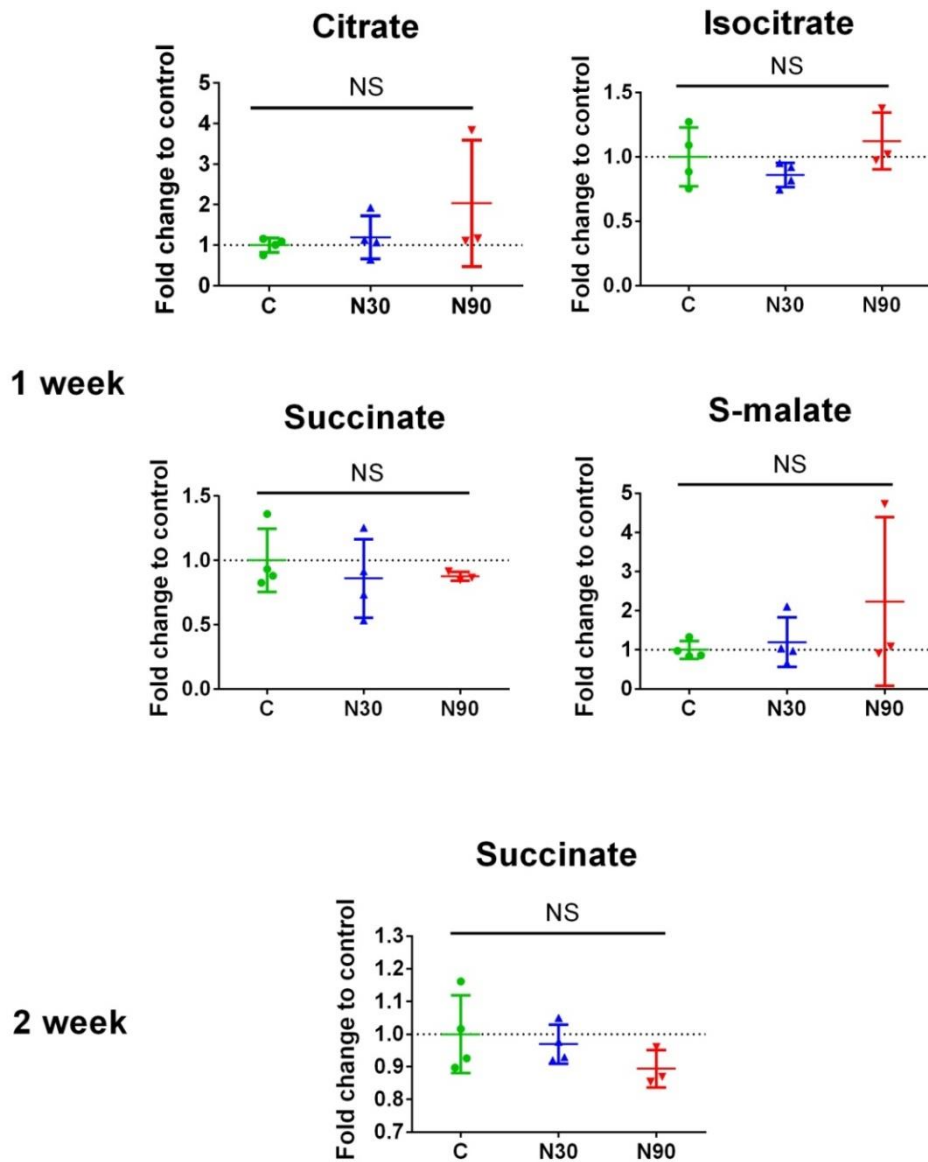 Citrate
NS
Fold change to control
5
4
3
2
1
0
C N30 N90
Isocitrate
NS
Fold change to control
1.5
1.0
0.5
0.0
C N30 N90
1 week
Succinate
NS
Fold change to control
1.5
1.0
0.5
0.0
C N30 N90
S-malate
NS
Fold change to control
5
4
3
2
1
0
C N30 N90
2 week
Succinate
NS
Fold change to control
1.3
1.2
1.1
1.0
0.9
0.8
0.7
C N30 N90